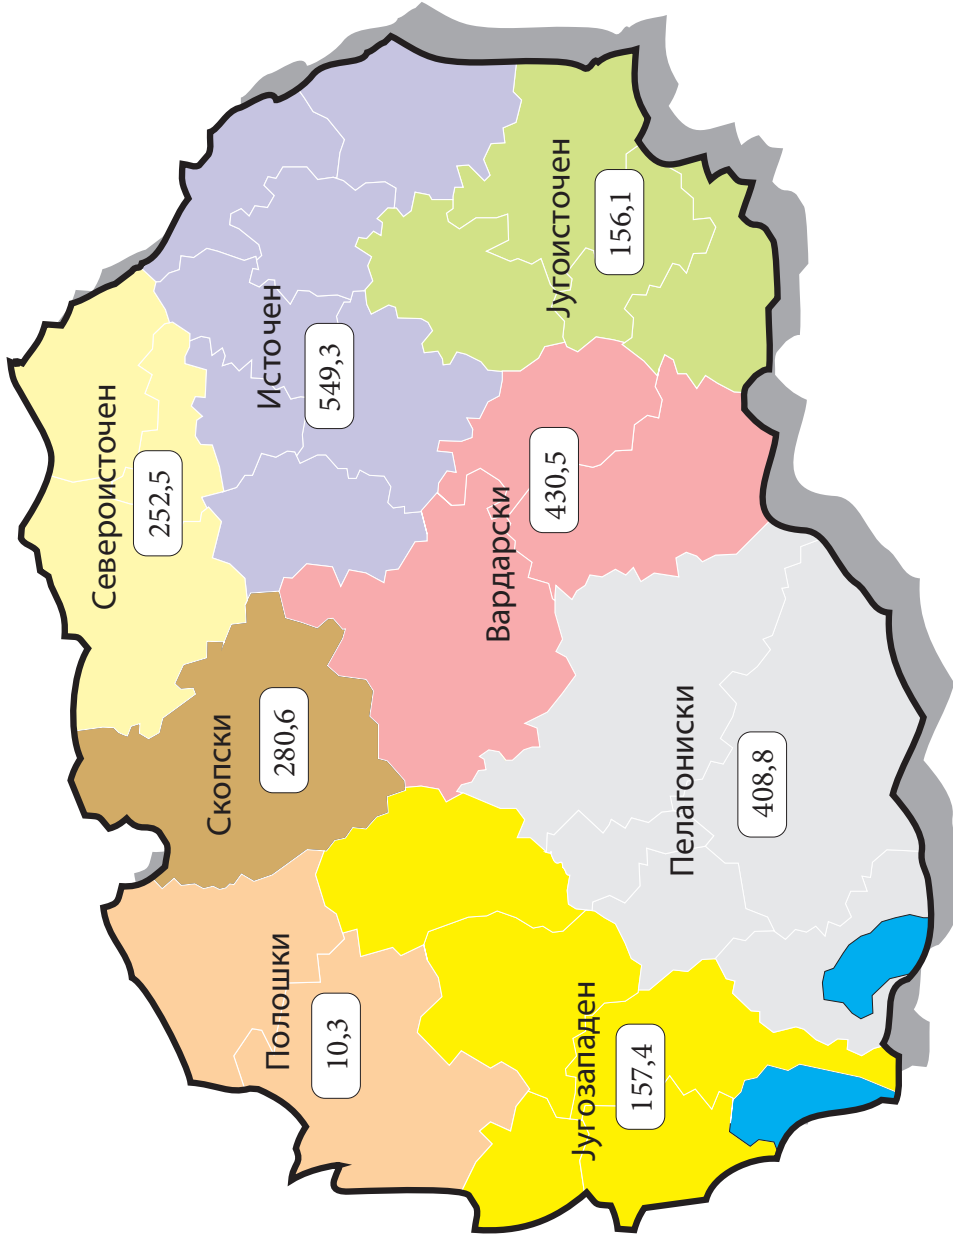 Североисточен
252,5
Скопски
280,6
Полошки
10,3
Источен
549,3
Вардарски
430,5
Југоисточен
156,1
Југозападен
157,4
Пелагониски
408,8